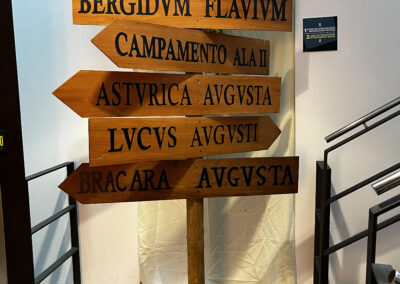 BERGIDVM FLAVIVM
CAMPAMENTO ALA II
ASTVRICA AVGVSTA
LVCVS AVGVSTI
BRACARA AVGVSTA